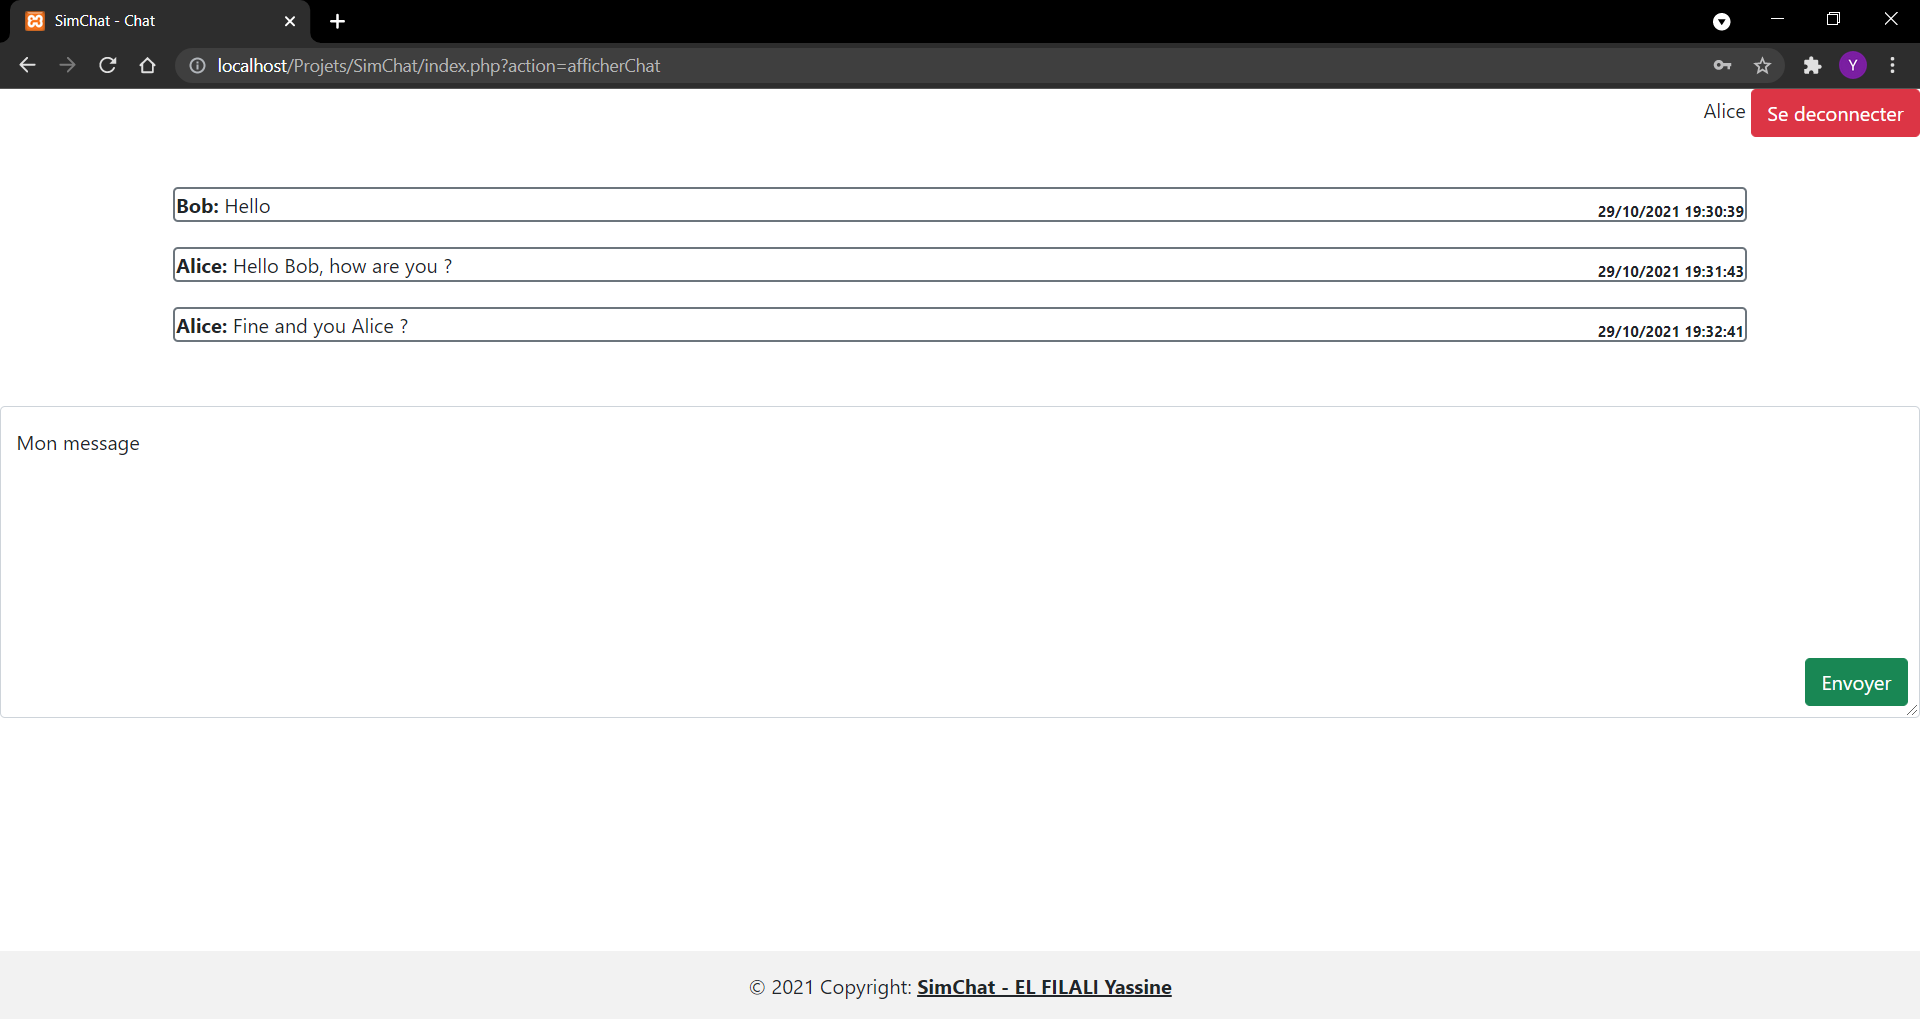 SimChat - Chat
localhost/Projets/SimChat/index.php?action=afficherChat
Y
Alice Se deconnecter
Bob: Hello 29/10/2021 19:30:39
Alice: Hello Bob, how are you ? 29/10/2021 19:31:43
Alice: Fine and you Alice ? 29/10/2021 19:32:41
Mon message
Envoyer
© 2021 Copyright: SimChat - EL FILALI Yassine